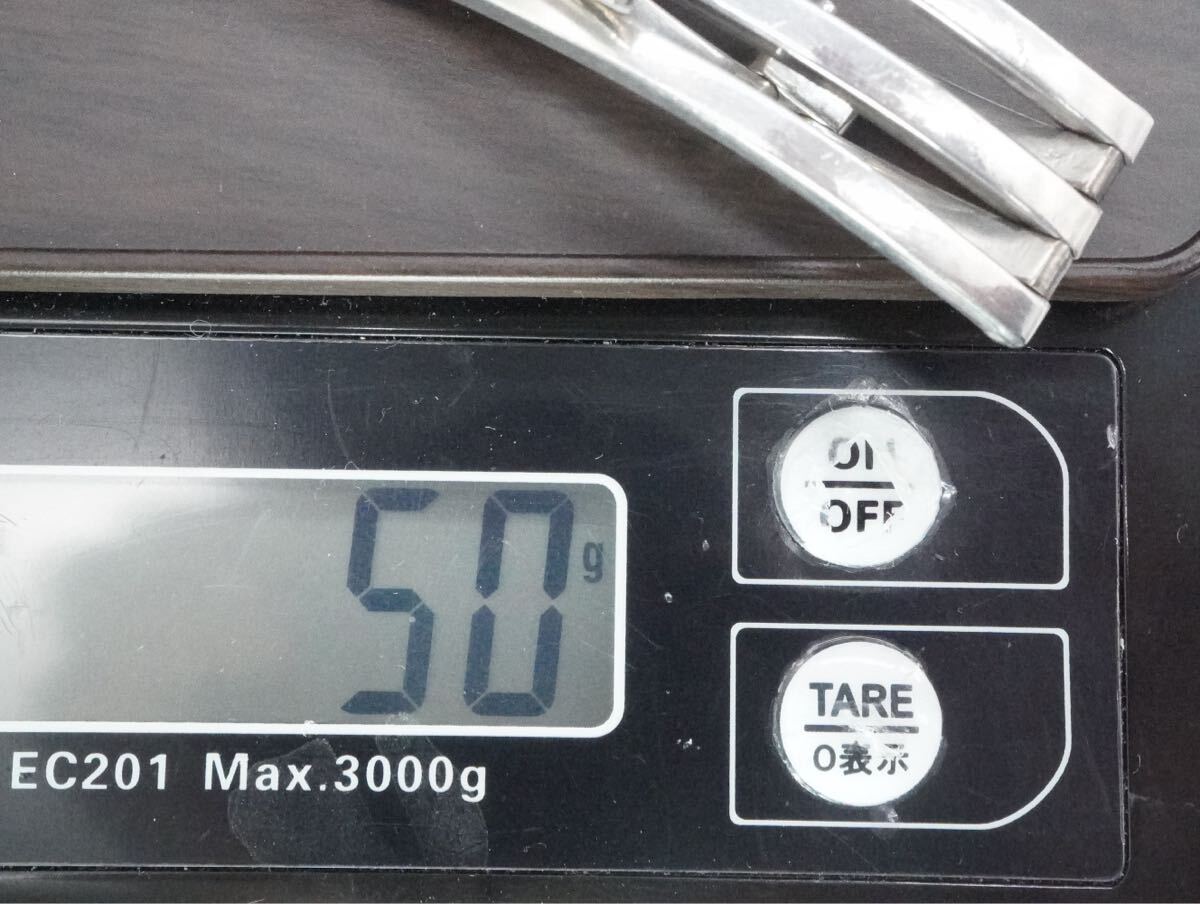 50g
EC201 Max.3000g
ON
OFF
TARE
0表示